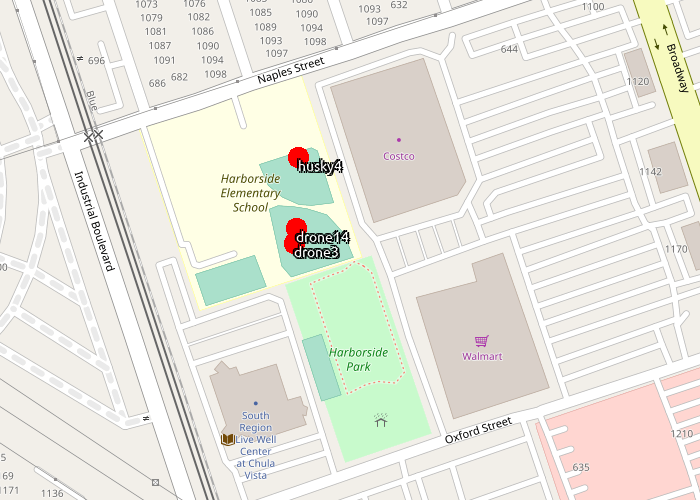 1073
1079
1076
1085
1090
1093
632
1100
1081
1082
1089
1094
1097
1087
1086
1093
1098
696
1091
1090
1097
644
1094
682
1098
686
Naples Street
Broadway
1120
Blue
Costco
husky4
1142
Harborside
Elementary
School
Industrial Boulevard
drone14
drone3
1170
00
Harborside
Park
Walmart
South
Region
Live Well
Center
at Chula
Vista
Oxford Street
1210
635
169
1171
1136